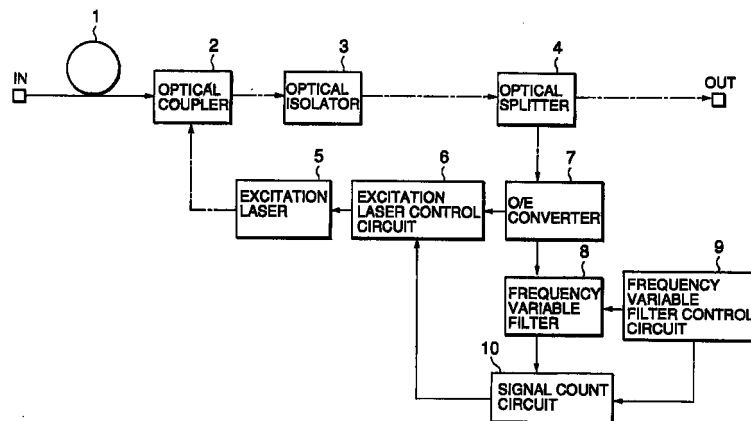 1
IN
2
OPTICAL
COUPLER
3
OPTICAL
ISOLATOR
4
OPTICAL
SPLITTER
OUT
5
EXCITATION
LASER
6
EXCITATION
LASER CONTROL
CIRCUIT
7
O/E
CONVERTER
8
FREQUENCY
VARIABLE
FILTER
9
FREQUENCY
VARIABLE
FILTER CONTROL
CIRCUIT
10
SIGNAL COUNT
CIRCUIT